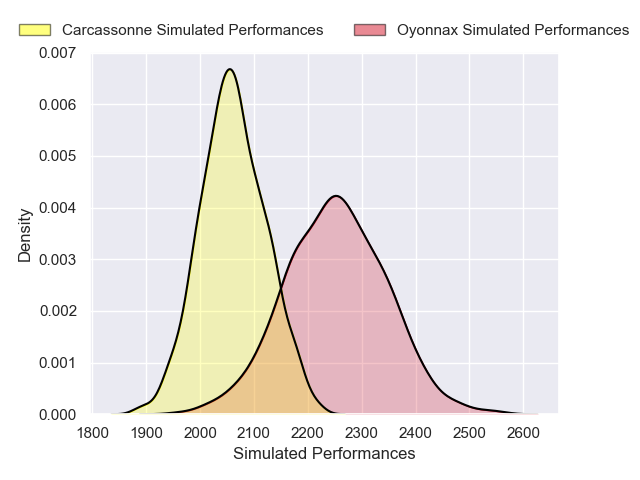 Carcassonne Simulated Performances Oyonnax Simulated Performances
0.007
0.006
0.005
0.004
0.003
0.002
0.001
0.000
Density
1800 1900 2000 2100 2200 2300 2400 2500 2600
Simulated Performances